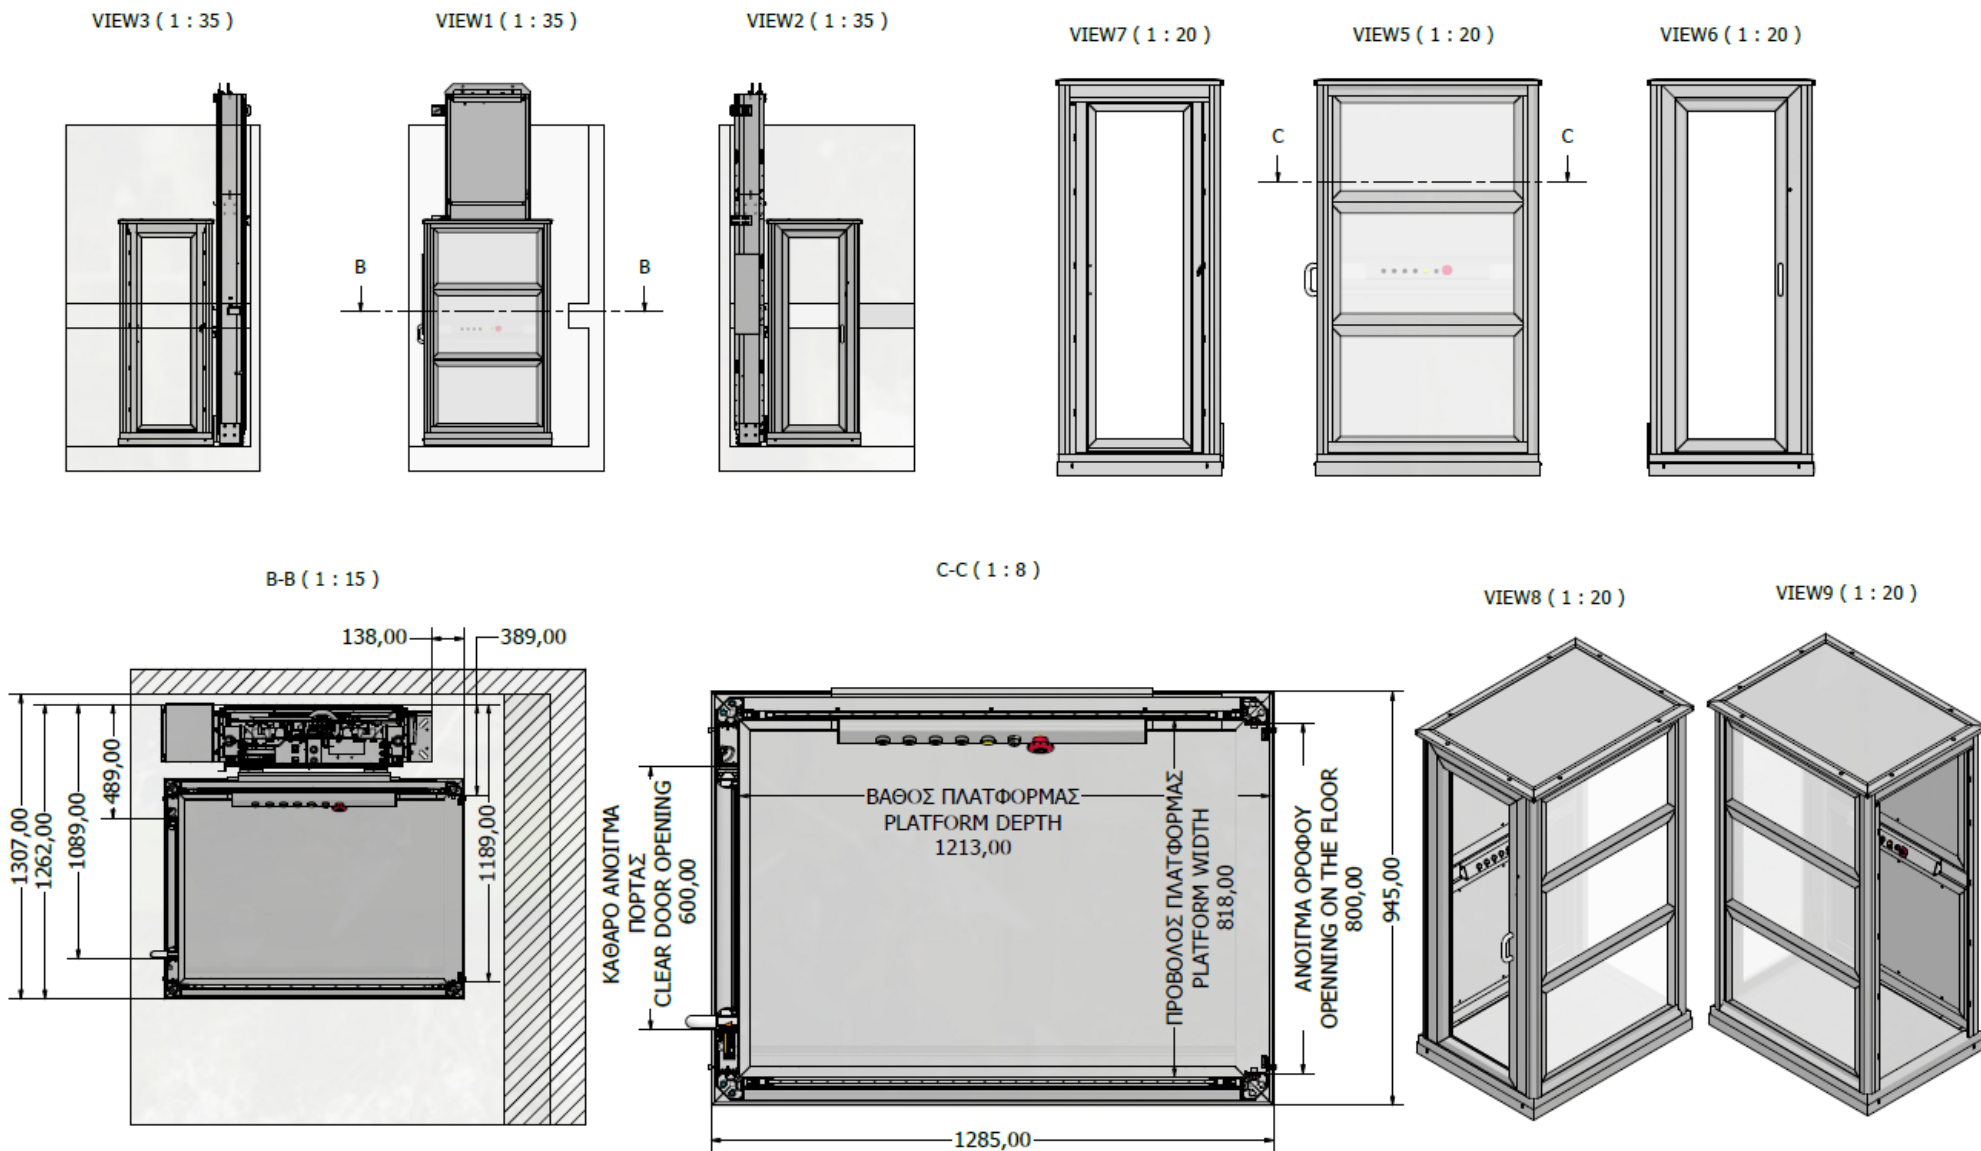 VIEW3 ( 1 : 35 )
VIEW1 ( 1 : 35 )
VIEW2 ( 1 : 35 )
VIEW7 ( 1 : 20 )
VIEW5 ( 1 : 20 )
VIEW6 ( 1 : 20 )
C
C
B
B
B-B ( 1 : 15 )
C-C ( 1 : 8 )
VIEW8 ( 1 : 20 )
VIEW9 ( 1 : 20 )
138,00
389,00
1307,00
1262,00
1089,00
489,00
1189,00
ΚΑΘΑΡΟ ΑΝΟΙΓΜΑ
ΠΟΡΤΑΣ
CLEAR DOOR OPENING
600,00
ΒΑΘΟΣ ΠΛΑΤΦΟΡΜΑΣ
PLATFORM DEPTH
1213,00
ΠΡΟΒΟΛΟΣ ΠΛΑΤΦΟΡΜΑΣ
PLATFORM WIDTH
818,00
ΑΝΟΙΓΜΑ ΟΡΟΦΟΥ
OPENNING ON THE FLOOR
800,00
945,00
1285,00